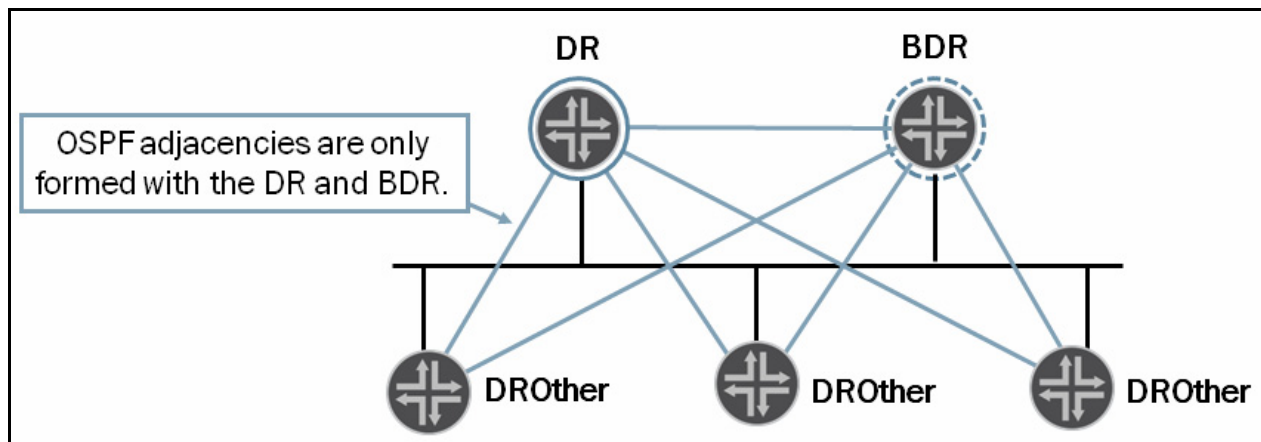 DR
BDR
OSPF adjacencies are only
formed with the DR and BDR.
DROther
DROther
DROther